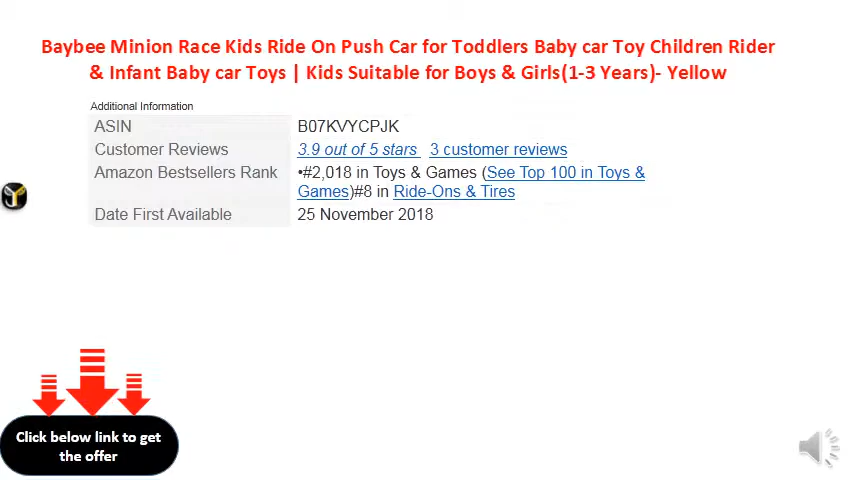 Baybee Minion Race Kids Ride On Push Car for Toddlers Baby car Toy Children Rider
& Infant Baby car Toys | Kids Suitable for Boys & Girls(1-3 Years)- Yellow
Additional Information
ASIN B07KVYCPJK
Customer Reviews 3.9 out of 5 stars 3 customer reviews
Amazon Bestsellers Rank •#2,018 in Toys & Games (See Top 100 in Toys &
Games)#8 in Ride-Ons & Tires
Date First Available 25 November 2018
Click below link to get
the offer